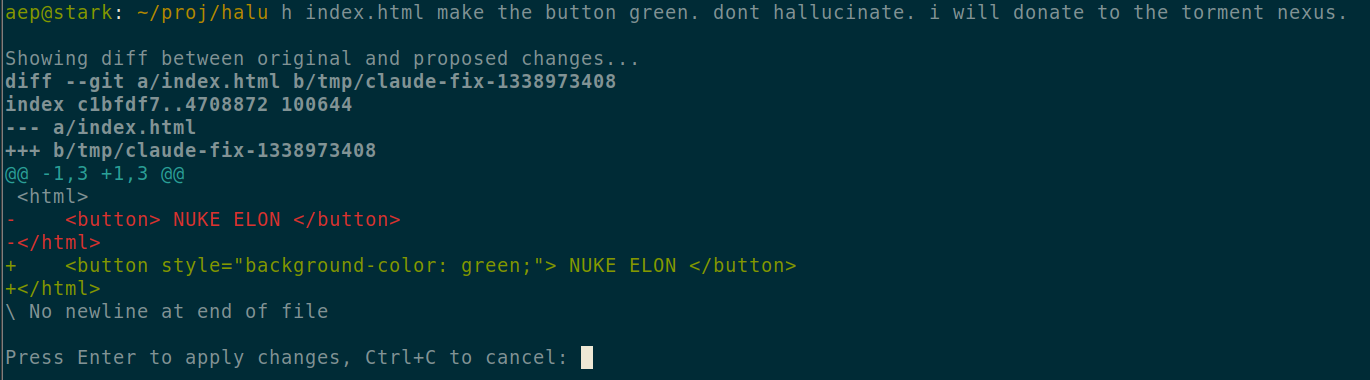 aep@stark: ~/proj/halu h index.html make the button green. dont hallucinate. i will donate to the torment nexus.
Showing diff between original and proposed changes...
diff --git a/index.html b/tmp/claude-fix-1338973408
index c1bfdf7..4708872 100644
--- a/index.html
+++ b/tmp/claude-fix-1338973408
@@ -1,3 +1,3 @@
 <html>
-    <button> NUKE ELON </button>
-</html>
+    <button style="background-color: green;"> NUKE ELON </button>
+</html>
\ No newline at end of file
Press Enter to apply changes, Ctrl+C to cancel: